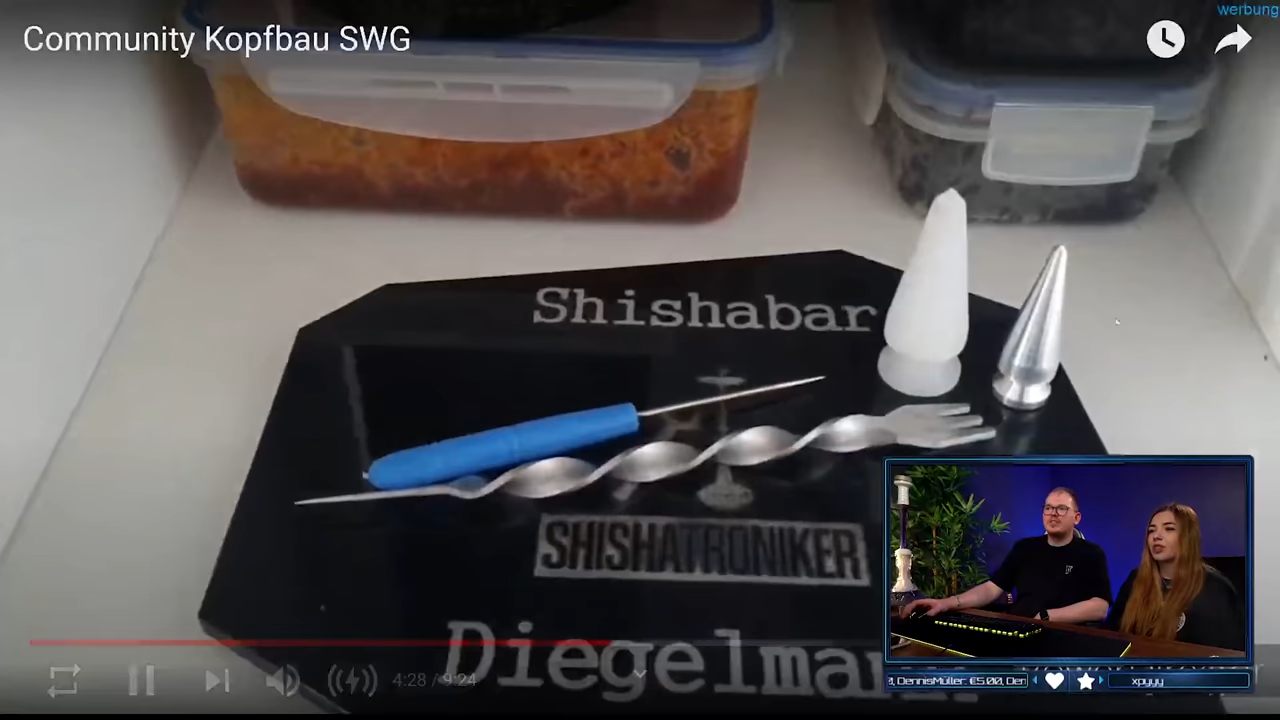 werbung
Community Kopfbau SWG
Shishabar
SHISHATRONIKER
4:28 / 9:24
DennisMüller: €5.00, Den
xpyyy